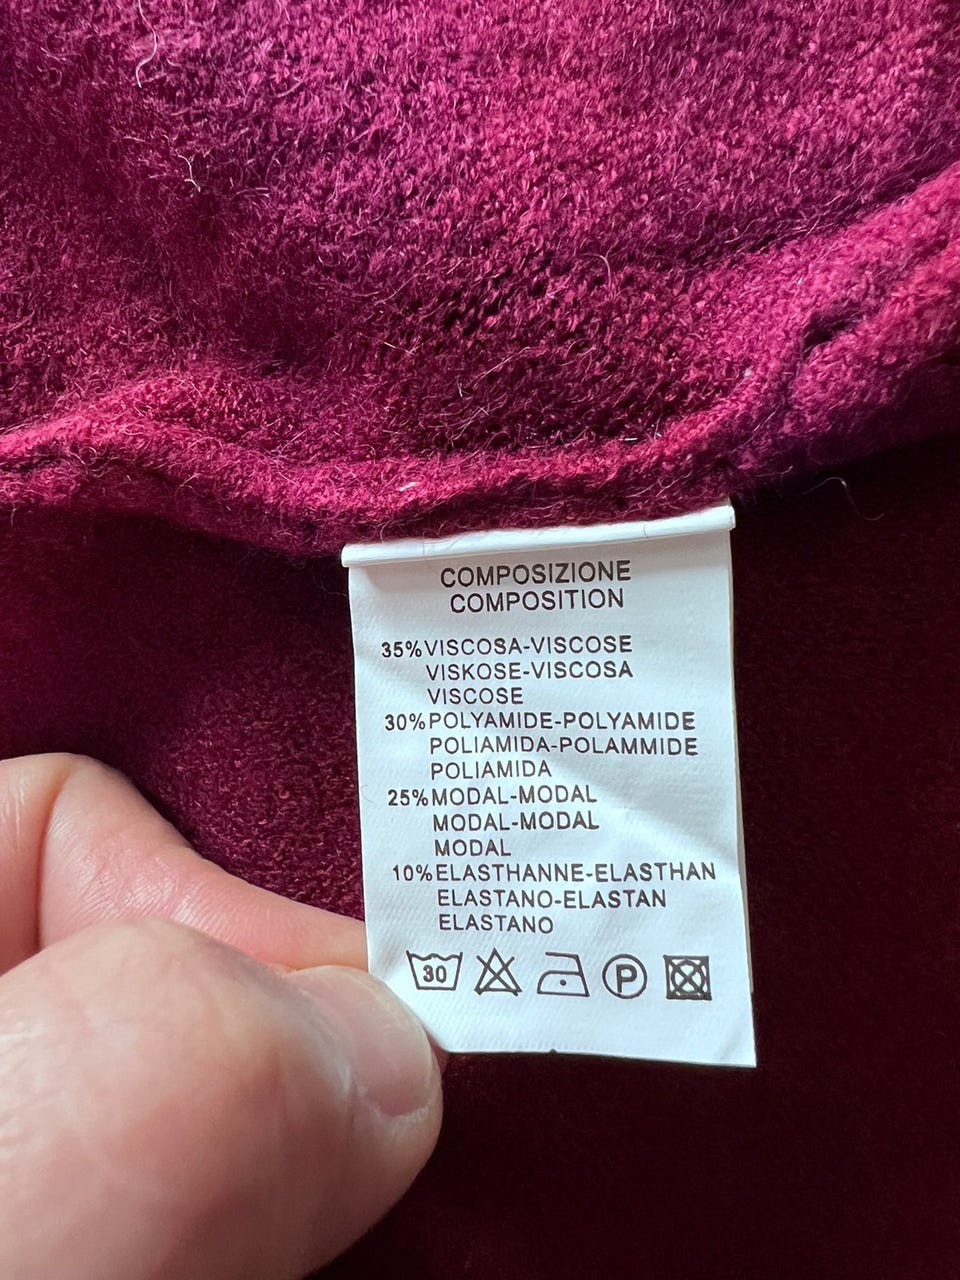 COMPOSIZIONE
COMPOSITION
35%VISCOSA-VISCOSE
VISKOSE-VISCOSA
VISCOSE
30%POLYAMIDE-POLYAMIDE
POLIAMIDA-POLAMMIDE
POLIAMIDA
25%MODAL-MODAL
MODAL-MODAL
MODAL
10%ELASTHANNE-ELASTHAN
ELASTANO-ELASTAN
ELASTANO
30 P